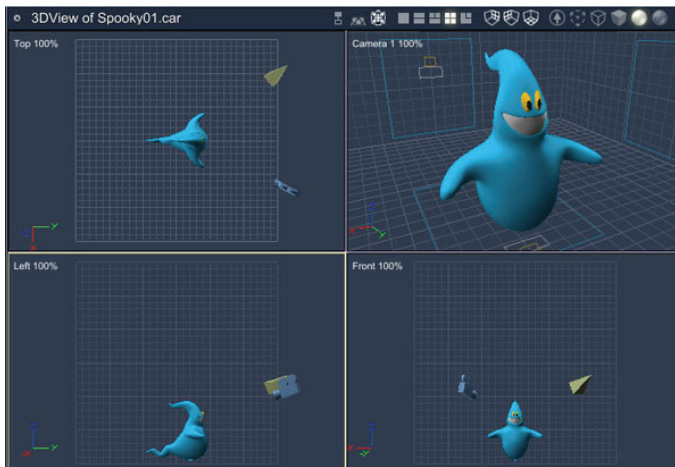 3DView of Spooky01.car
Top 100%
Camera 1 100%
Left 100%
Front 100%